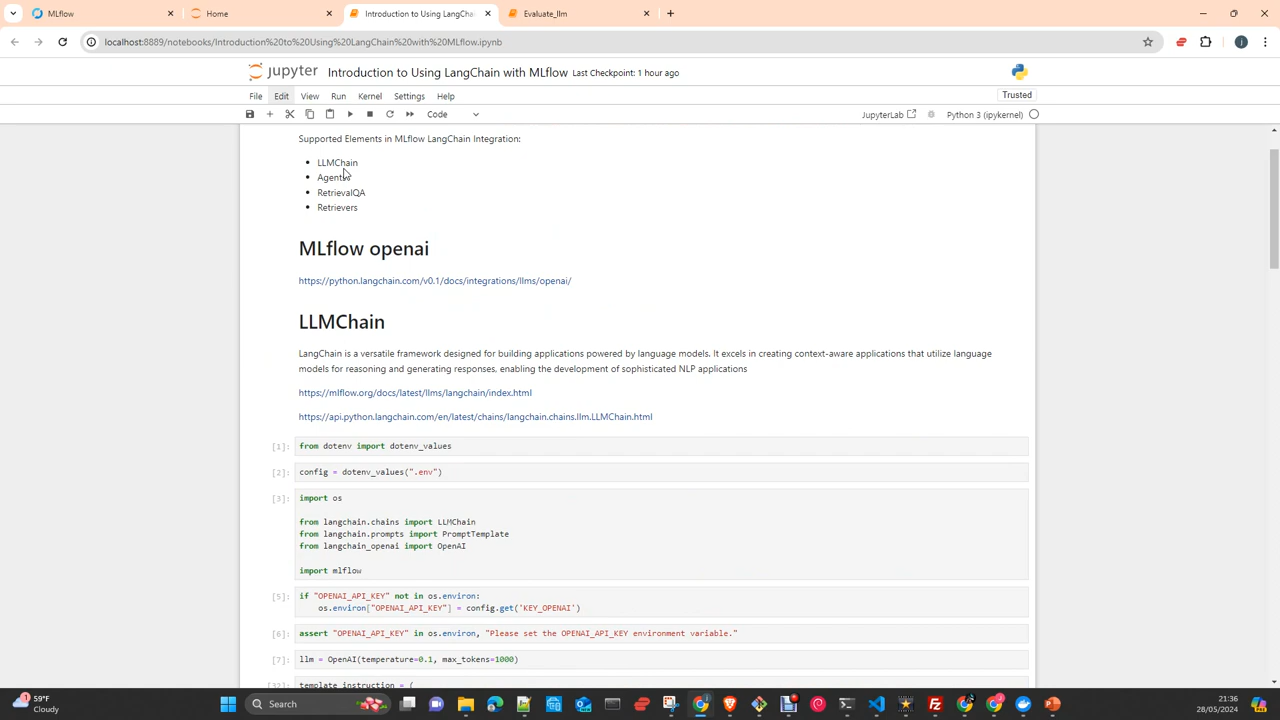 MLflow
Home
Introduction to Using LangChai
Evaluate_llm
localhost:8889/notebooks/Introduction%20to%20Using%20LangChain%20with%20MLflow.ipynb
jupyter Introduction to Using LangChain with MLflow Last Checkpoint: 1 hour ago
File Edit View Run Kernel Settings Help
Trusted
Code
JupyterLab
Python 3 (ipykernel)
Supported Elements in MLflow LangChain Integration:
LLMChain
Agents
RetrievalQA
Retrievers
MLflow openai
https://python.langchain.com/v0.1/docs/integrations/llms/openai/
LLMChain
LangChain is a versatile framework designed for building applications powered by language models. It excels in creating context-aware applications that utilize language
models for reasoning and generating responses, enabling the development of sophisticated NLP applications
https://mlflow.org/docs/latest/llms/langchain/index.html
https://api.python.langchain.com/en/latest/chains/langchain.chains.llm.LLMChain.html
[1]: from dotenv import dotenv_values
[2]: config = dotenv_values(".env")
[3]: import os
from langchain.chains import LLMChain
from langchain.prompts import PromptTemplate
from langchain_openai import OpenAI
import mlflow
[5]: if "OPENAI_API_KEY" not in os.environ:
os.environ["OPENAI_API_KEY"] = config.get('KEY_OPENAI')
[6]: assert "OPENAI_API_KEY" in os.environ, "Please set the OPENAI_API_KEY environment variable."
[7]: llm = OpenAI(temperature=0.1, max_tokens=1000)
[32]: template_instruction = (
59°F
Cloudy
Search
21:36
28/05/2024